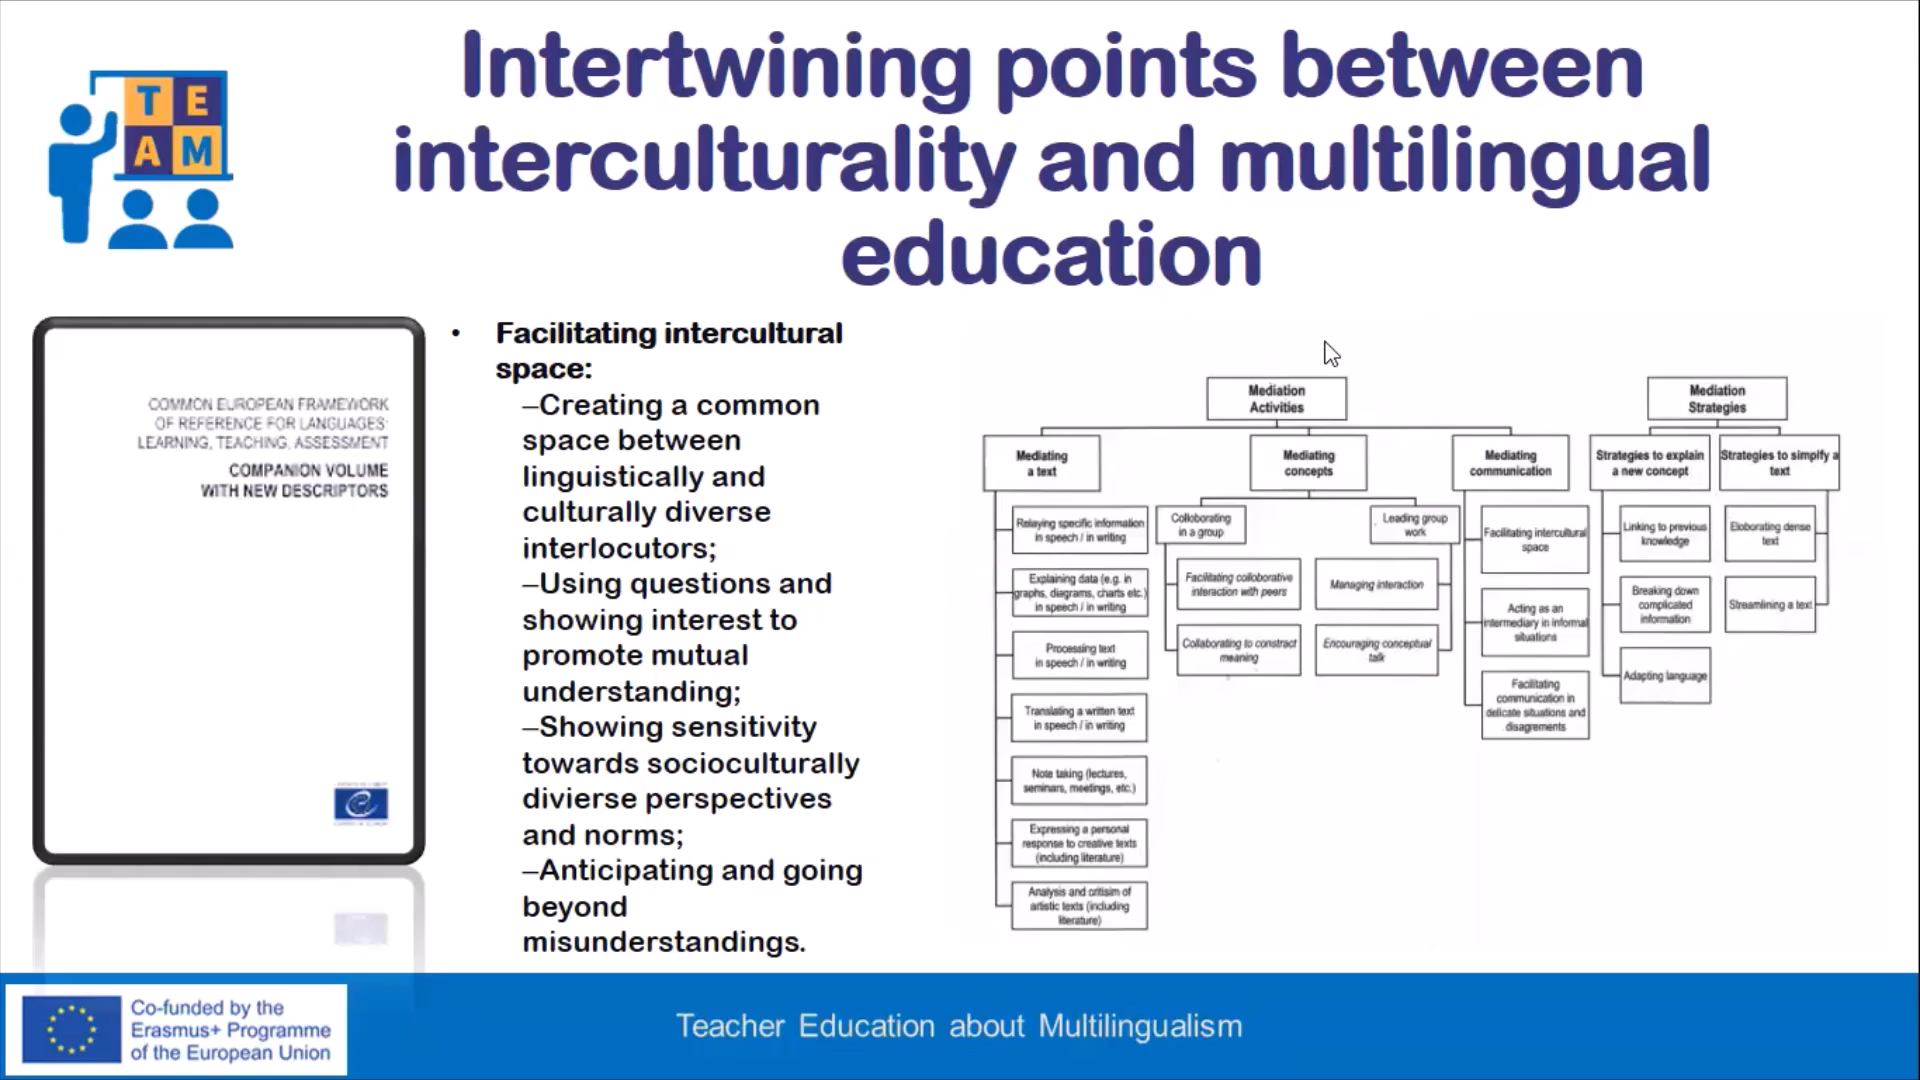 Intertwining points between
interculturality and multilingual
education
T E
A M
COMMON EUROPEAN FRAMEWORK
OF REFERENCE FOR LANGUAGES:
LEARNING, TEACHING, ASSESSMENT
COMPANION VOLUME
WITH NEW DESCRIPTORS
• Facilitating intercultural
space:
–Creating a common
space between
linguistically and
culturally diverse
interlocutors;
–Using questions and
showing interest to
promote mutual
understanding;
–Showing sensitivity
towards socioculturally
divierse perspectives
and norms;
–Anticipating and going
beyond
misunderstandings.
Mediation
Activities
Mediating
a text
Relaying specific information
in speech / in writing
Explaining data (e.g. in
graphs, diagrams, charts etc.)
in speech / in writing
Processing text
in speech / in writing
Translating a written text
in speech / in writing
Note taking (lectures,
seminars, meetings, etc.)
Expressing a personal
response to creative texts
(including literature)
Analysis and critisim of
artistic texts (including
literature)
Mediating
concepts
Colloborating
in a group
Facilitating collaborative
interaction with peers
Collaborating to constract
meaning
Leading group
work
Managing interaction
Encouraging conceptual
talk
Mediating
communication
Facilitating intercultural
space
Acting as an
intermediary in informal
situations
Facilitating
communication in
delicate situations and
disagrements
Mediation
Strategies
Strategies to explain
a new concept
Linking to previous
knowledge
Breaking down
complicated
information
Adapting language
Strategies to simpify a
text
Eloborating dense
text
Streamlining a text
Co-funded by the
Erasmus+ Programme
of the European Union
Teacher Education about Multilingualism